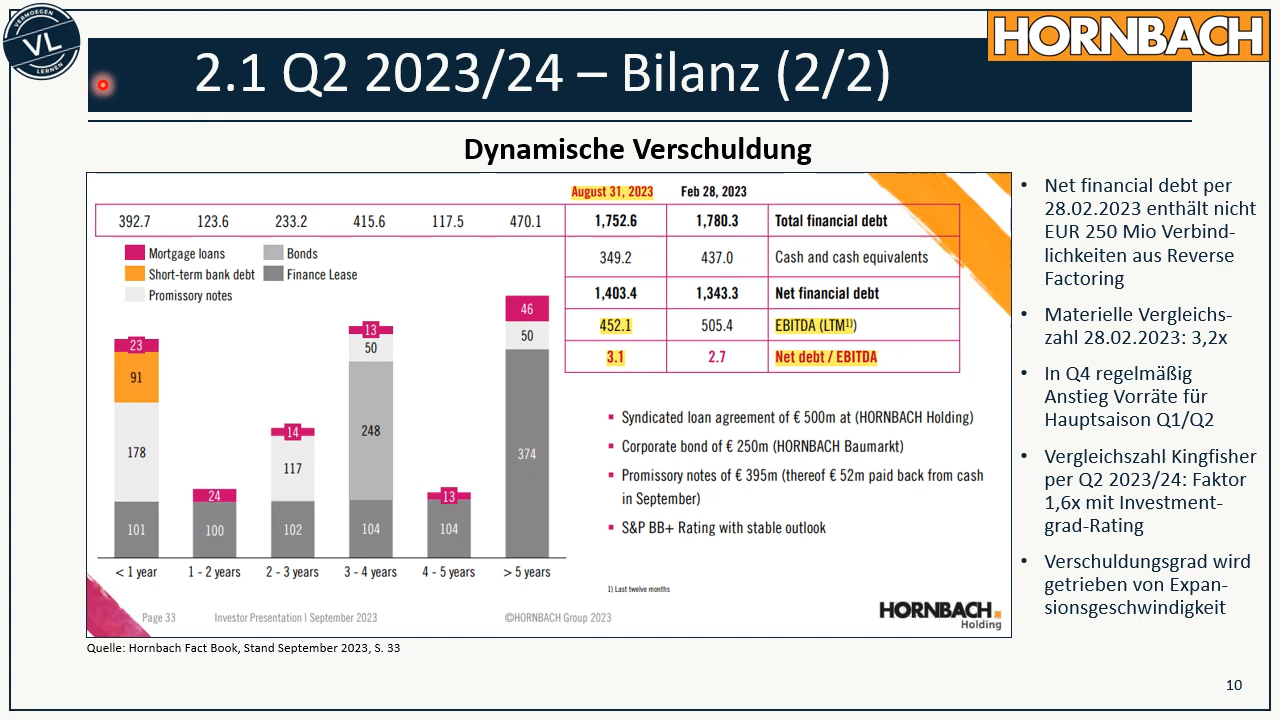 VERMOEGEN
VL
LERNEN
HORNBACH
2.1 Q2 2023/24 – Bilanz (2/2)
Dynamische Verschuldung
August 31, 2023 Feb 28, 2023
392.7 123.6 233.2 415.6 117.5 470.1 1,752.6 1,780.3 Total financial debt
349.2 437.0 Cash and cash equivalents
1,403.4 1,343.3 Net financial debt
452.1 505.4 EBITDA (LTM¹⁾)
3.1 2.7 Net debt / EBITDA
Mortgage loans Bonds
Short-term bank debt Finance Lease
Promissory notes
23
91
178
101
24
100
14
117
102
13
50
248
104
13
104
46
50
374
< 1 year 1 - 2 years 2 - 3 years 3 - 4 years 4 - 5 years > 5 years
▪ Syndicated loan agreement of € 500m at (HORNBACH Holding)
▪ Corporate bond of € 250m (HORNBACH Baumarkt)
▪ Promissory notes of € 395m (thereof € 52m paid back from cash
in September)
▪ S&P BB+ Rating with stable outlook
1) Last twelve months
Page 33 Investor Presentation | September 2023 ©HORNBACH Group 2023
HORNBACH
Holding
Quelle: Hornbach Fact Book, Stand September 2023, S. 33
• Net financial debt per
28.02.2023 enthält nicht
EUR 250 Mio Verbind-
lichkeiten aus Reverse
Factoring
• Materielle Vergleichs-
zahl 28.02.2023: 3,2x
• In Q4 regelmäßig
Anstieg Vorräte für
Hauptsaison Q1/Q2
• Vergleichszahl Kingfisher
per Q2 2023/24: Faktor
1,6x mit Investment-
grad-Rating
• Verschuldungsgrad wird
getrieben von Expan-
sionsgeschwindigkeit
10